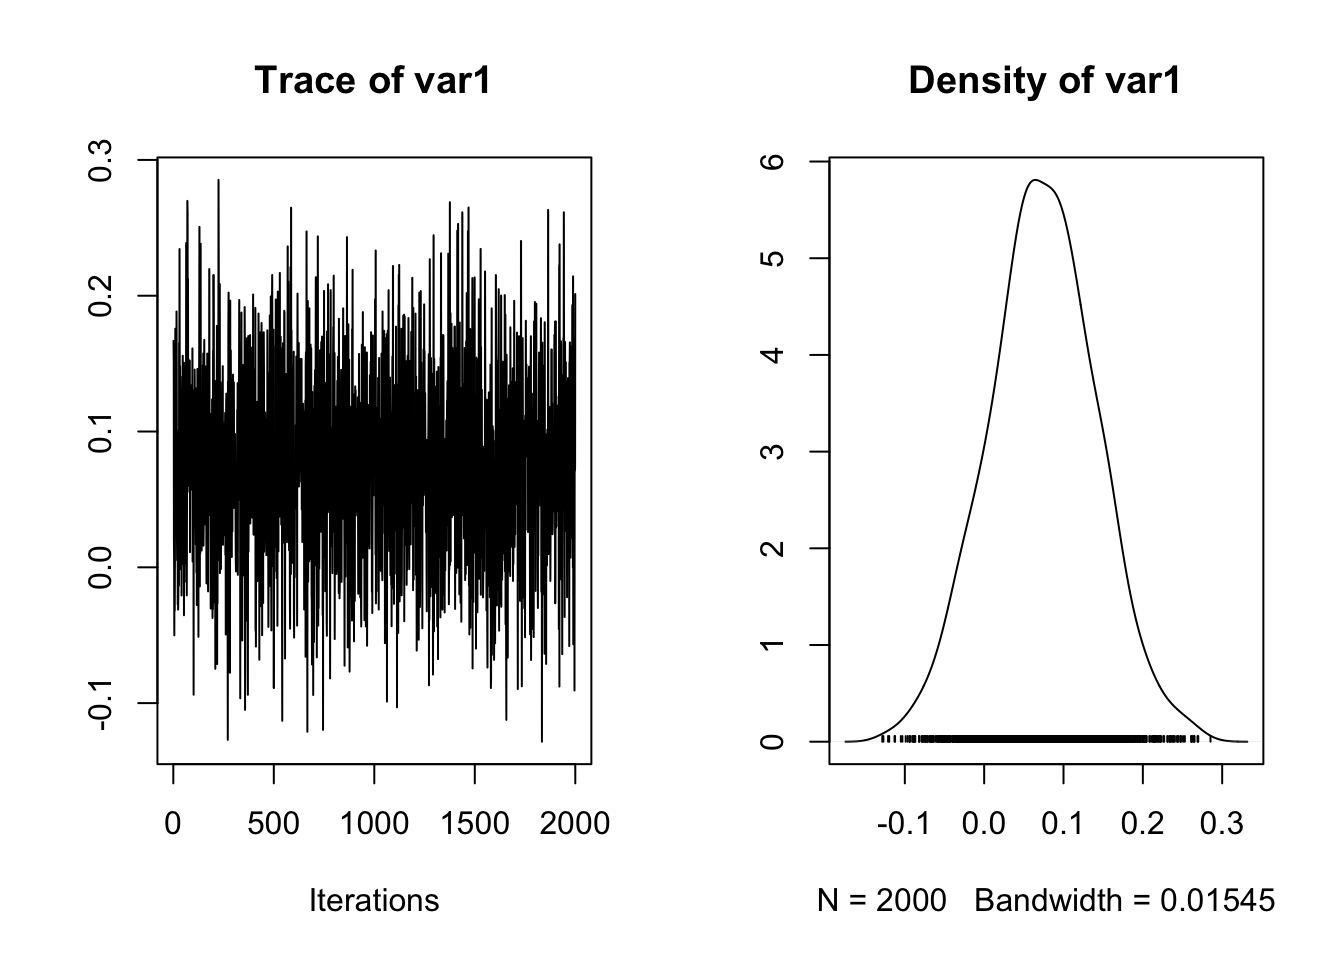 Trace of var1
0.3
0.2
0.1
0.0
-0.1
0 500 1000 1500 2000
Iterations
Density of var1
6
5
4
3
2
1
0
-0.1 0.0 0.1 0.2 0.3
N = 2000 Bandwidth = 0.01545